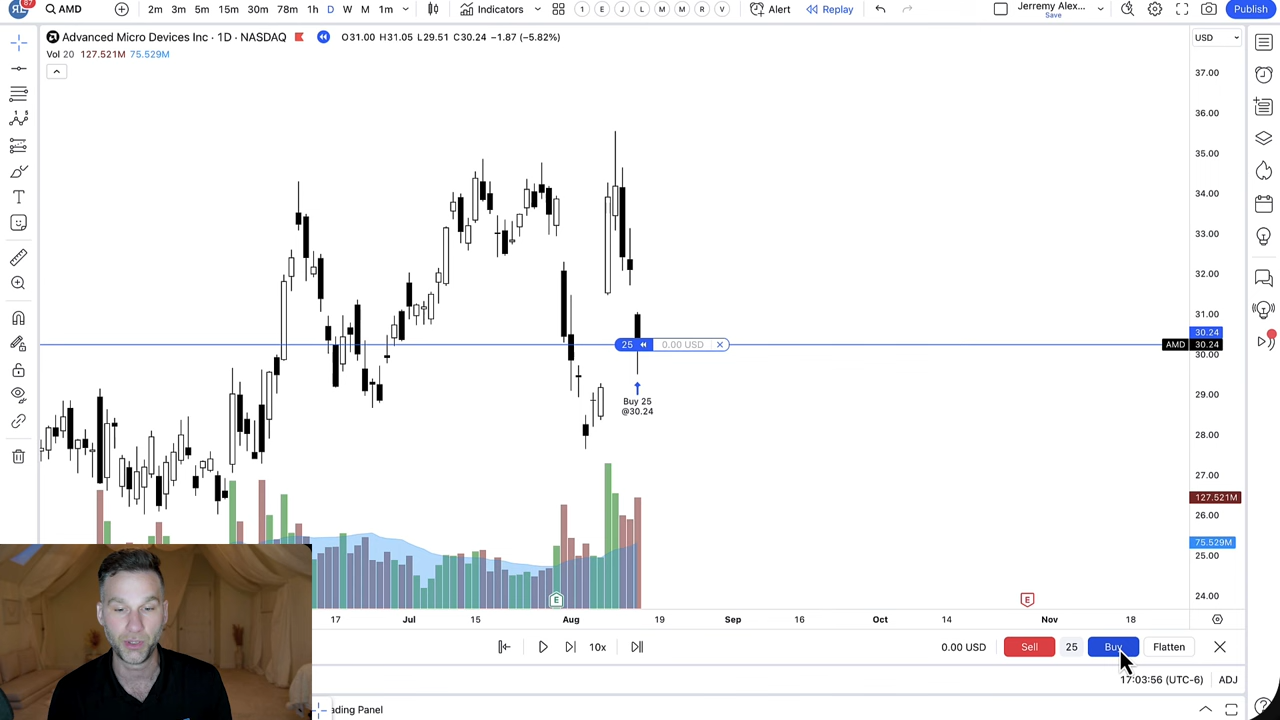 87
AMD
2m 3m 5m 15m 30m 78m 1h D W M 1m
Indicators
1 E J L M M R V
Alert
Replay
Jerremy Alex...
Save
Publish
Advanced Micro Devices Inc · 1D · NASDAQ
O31.00 H31.05 L29.51 C30.24 −1.87 (−5.82%)
Vol 20 127.521M 75.529M
USD
37.00
36.00
35.00
34.00
33.00
32.00
31.00
30.24
AMD 30.24
30.00
29.00
28.00
27.00
127.521M
26.00
75.529M
25.00
24.00
25 0.00 USD
Buy 25
@30.24
E
E
17 Jul 15 Aug 19 Sep 16 Oct 14 Nov 18
10x
0.00 USD Sell 25 Buy Flatten
17:03:56 (UTC-6) ADJ
ading Panel